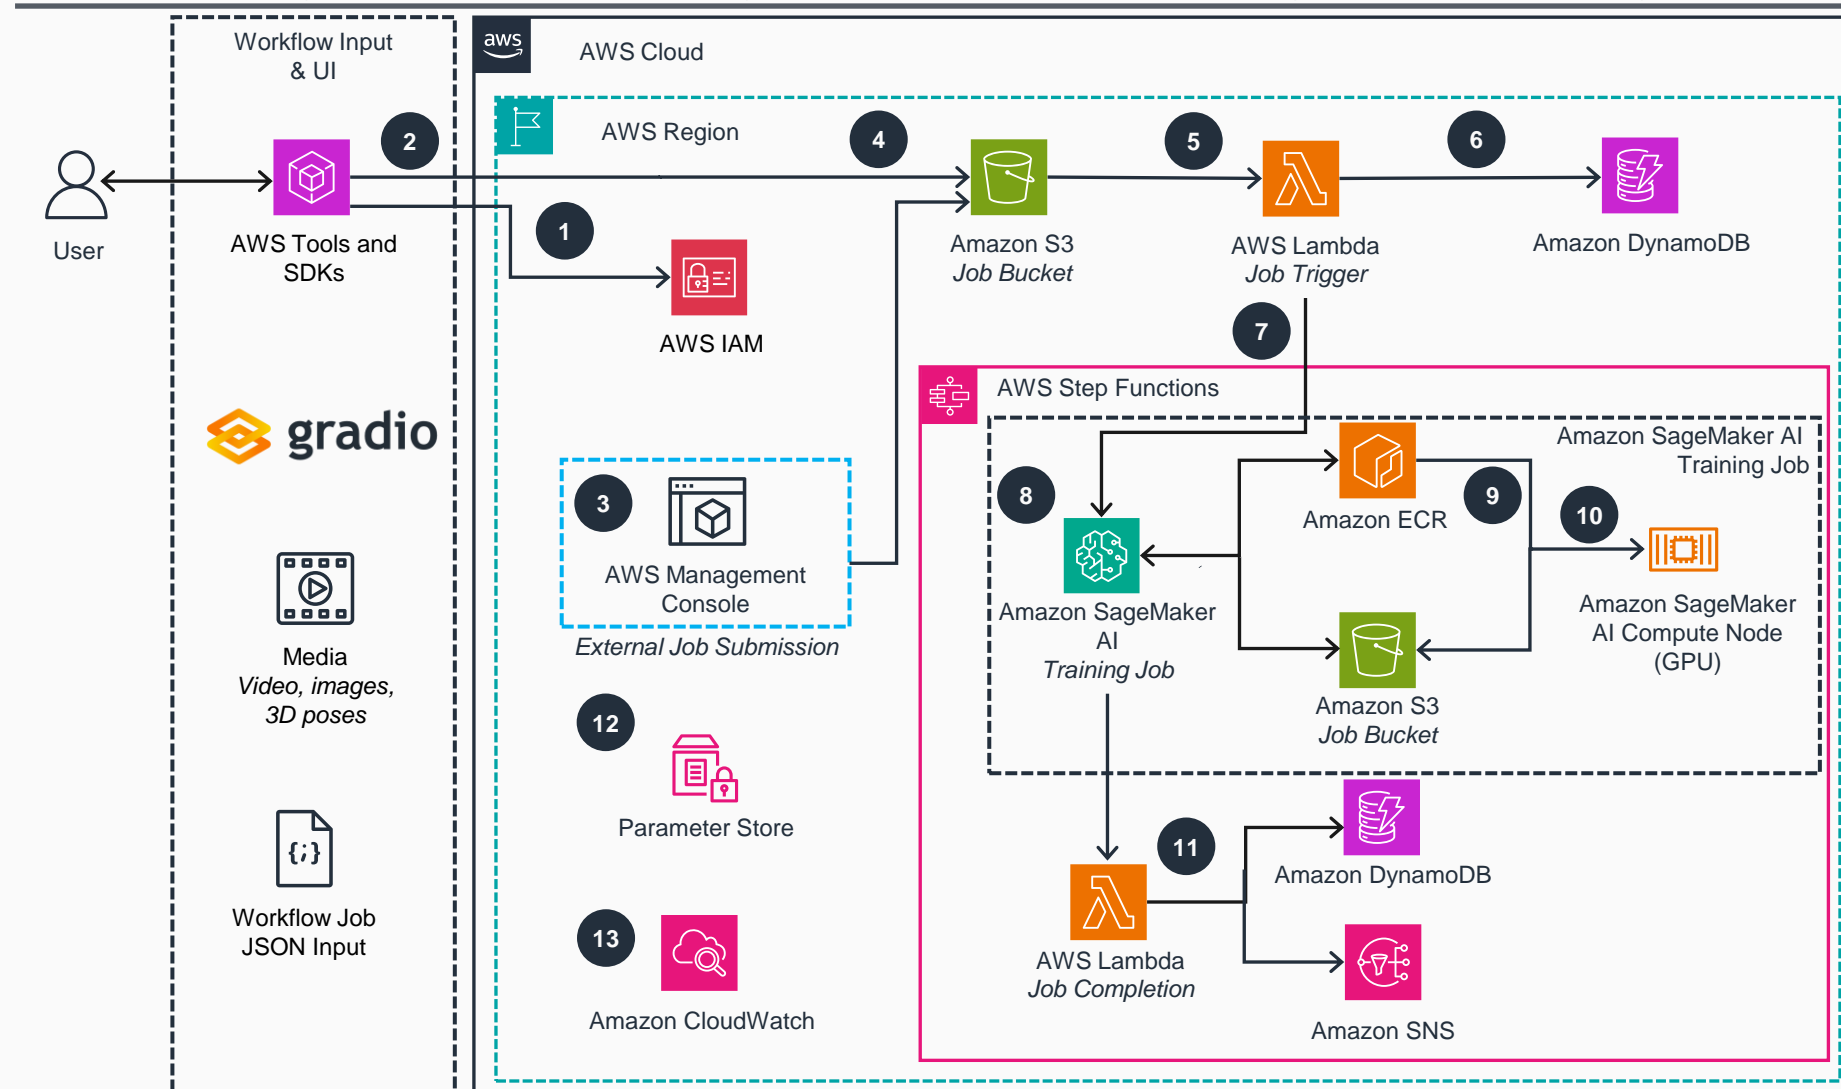 Workflow Input
& UI
aws
AWS Cloud
AWS Region
2
4
5
6
1
User
AWS Tools and
SDKs
AWS IAM
Amazon S3
Job Bucket
AWS Lambda
Job Trigger
Amazon DynamoDB
7
gradio
AWS Step Functions
Amazon SageMaker AI
Training Job
3
AWS Management
Console
External Job Submission
8
Amazon ECR
9
10
Amazon SageMaker
AI
Training Job
Amazon SageMaker
AI Compute Node
(GPU)
Amazon S3
Job Bucket
Media
Video, images,
3D poses
12
Parameter Store
{;}
Workflow Job
JSON Input
11
Amazon DynamoDB
13
Amazon CloudWatch
AWS Lambda
Job Completion
Amazon SNS